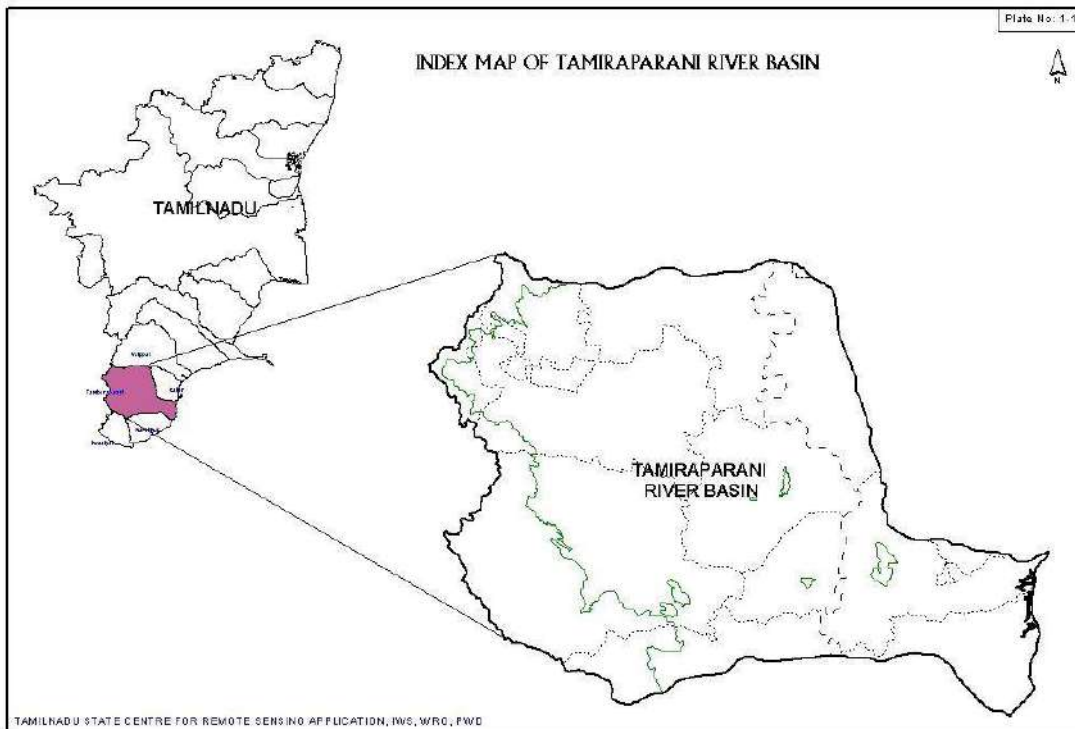 Plate No: 1-1
INDEX MAP OF TAMIRAPARANI RIVER BASIN
N
TAMILNADU
TAMIRAPARANI
RIVER BASIN
TAMILNADU STATE CENTRE FOR REMOTE SENSING APPLICATION, IWS, WRO, PWD